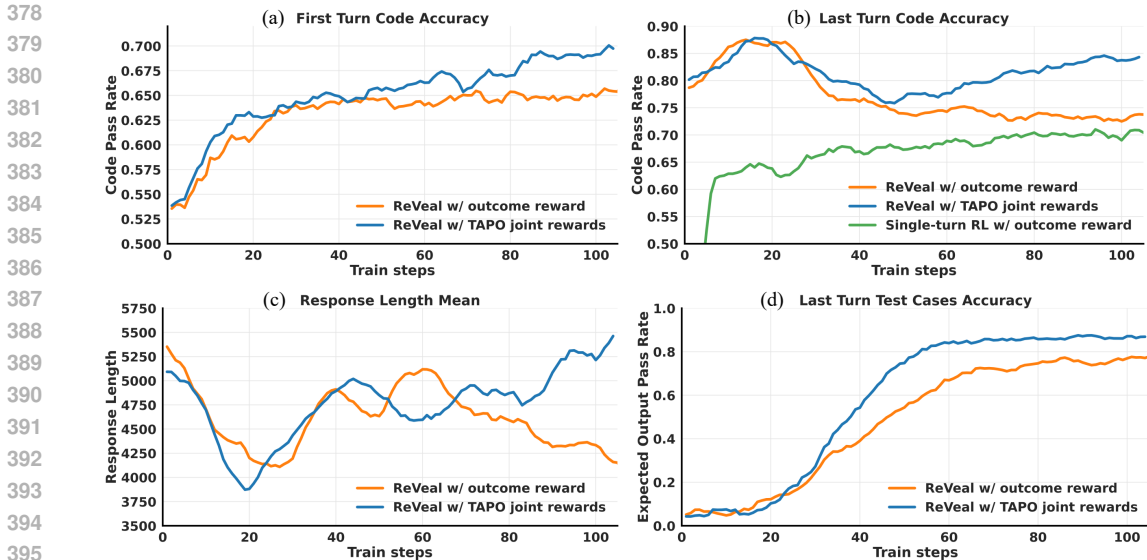 378
379
380
381
382
383
384
385
386
387
388
389
390
391
392
393
394
395
(a) First Turn Code Accuracy
Code Pass Rate
0.700
0.675
0.650
0.625
0.600
0.575
0.550
0.525
0.500
0 20 40 60 80 100
Train steps
ReVeal w/ outcome reward
ReVeal w/ TAPO joint rewards
(b) Last Turn Code Accuracy
Code Pass Rate
0.90
0.85
0.80
0.75
0.70
0.65
0.60
0.55
0.50
0 20 40 60 80 100
Train steps
ReVeal w/ outcome reward
ReVeal w/ TAPO joint rewards
Single-turn RL w/ outcome reward
(c) Response Length Mean
Response Length
5750
5500
5250
5000
4750
4500
4250
4000
3750
3500
0 20 40 60 80 100
Train steps
ReVeal w/ outcome reward
ReVeal w/ TAPO joint rewards
(d) Last Turn Test Cases Accuracy
Expected Output Pass Rate
1.0
0.8
0.6
0.4
0.2
0.0
0 20 40 60 80 100
Train steps
ReVeal w/ outcome reward
ReVeal w/ TAPO joint rewards